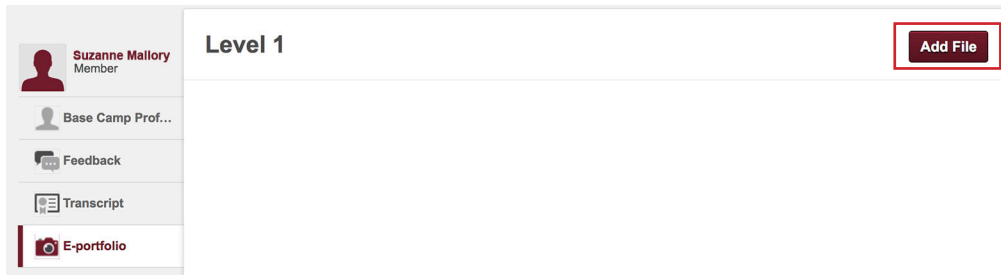 Suzanne Mallory
Member
Base Camp Prof...
Feedback
Transcript
E-portfolio
Level 1
Add File